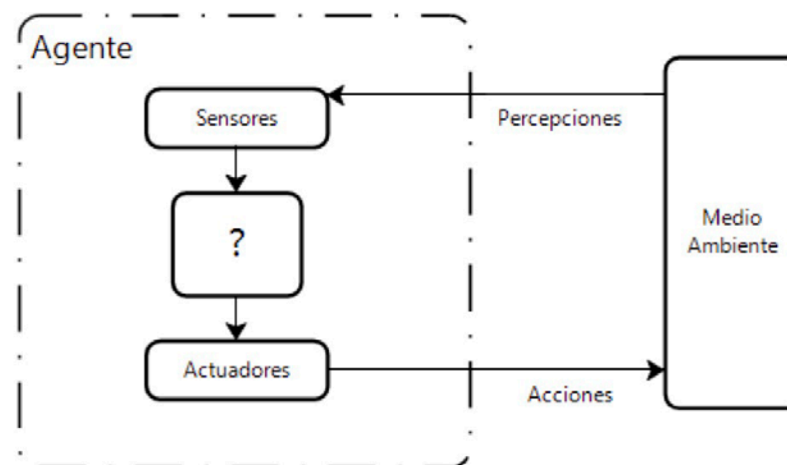 Agente
Sensores
Percepciones
?
Medio
Ambiente
Actuadores
Acciones